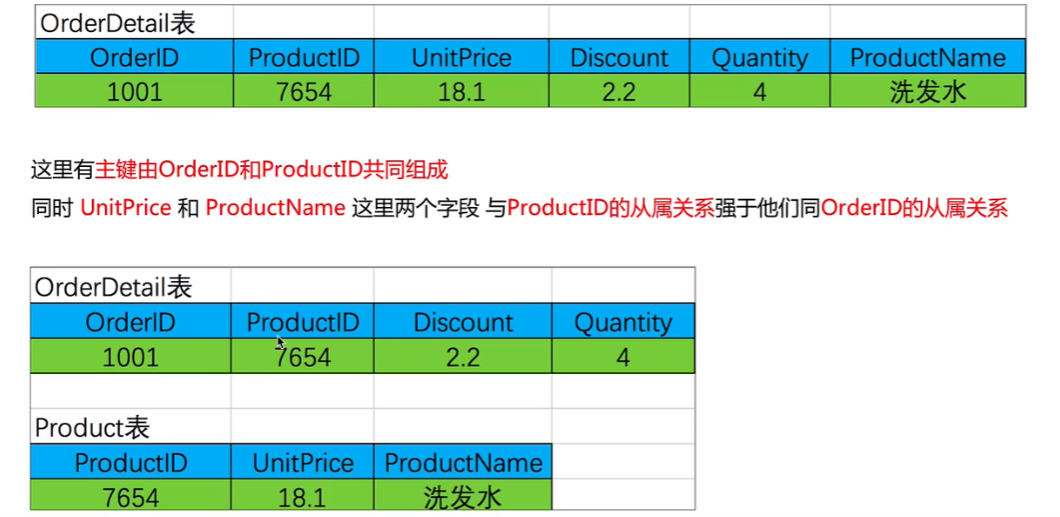 OrderDetail表
OrderID ProductID UnitPrice Discount Quantity ProductName
1001 7654 18.1 2.2 4 洗发水
这里有主键由OrderID和ProductID共同组成
同时 UnitPrice 和 ProductName 这里两个字段 与ProductID的从属关系强于他们同OrderID的从属关系
OrderDetail表
OrderID ProductID Discount Quantity
1001 7654 2.2 4
Product表
ProductID UnitPrice ProductName
7654 18.1 洗发水